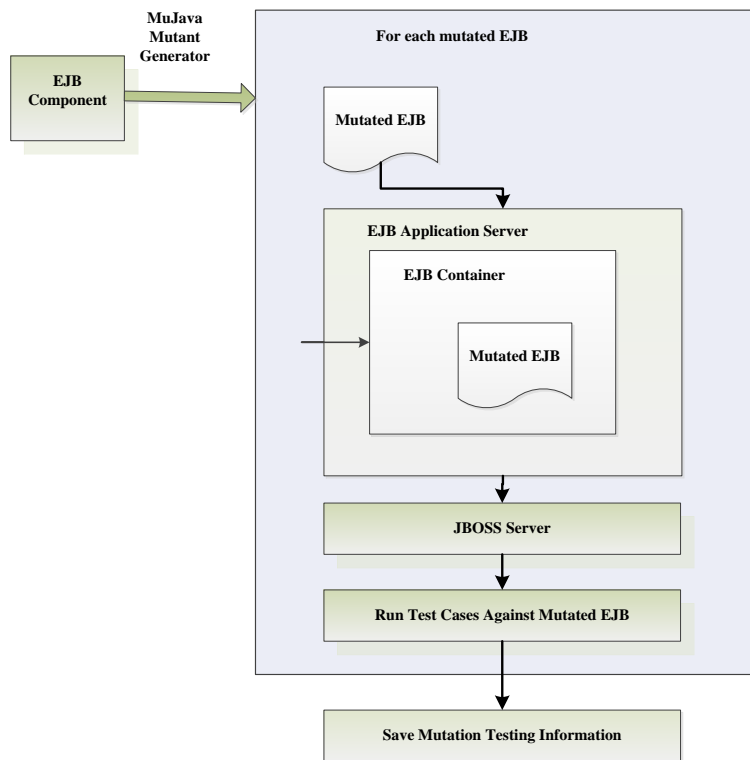 MuJava
Mutant
Generator
For each mutated EJB
EJB
Component
Mutated EJB
EJB Application Server
EJB Container
Mutated EJB
JBOSS Server
Run Test Cases Against Mutated EJB
Save Mutation Testing Information